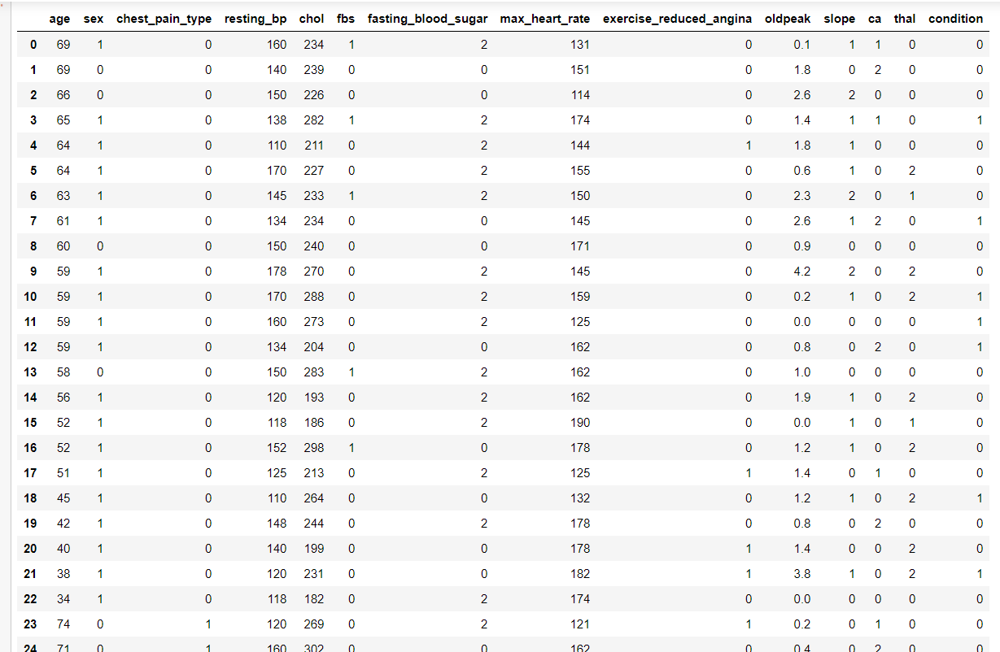 age sex chest_pain_type resting_bp chol fbs fasting_blood_sugar max_heart_rate exercise_reduced_angina oldpeak slope ca thal condition
0 69 1 0 160 234 1 2 131 0 0.1 1 1 0 0
1 69 0 0 140 239 0 0 151 0 1.8 0 2 0 0
2 66 0 0 150 226 0 0 114 0 2.6 2 0 0 0
3 65 1 0 138 282 1 2 174 0 1.4 1 1 0 1
4 64 1 0 110 211 0 2 144 1 1.8 1 0 0 0
5 64 1 0 170 227 0 2 155 0 0.6 1 0 2 0
6 63 1 0 145 233 1 2 150 0 2.3 2 0 1 0
7 61 1 0 134 234 0 0 145 0 2.6 1 2 0 1
8 60 0 0 150 240 0 0 171 0 0.9 0 0 0 0
9 59 1 0 178 270 0 2 145 0 4.2 2 0 2 0
10 59 1 0 170 288 0 2 159 0 0.2 1 0 2 1
11 59 1 0 160 273 0 2 125 0 0.0 0 0 0 1
12 59 1 0 134 204 0 0 162 0 0.8 0 2 0 1
13 58 0 0 150 283 1 2 162 0 1.0 0 0 0 0
14 56 1 0 120 193 0 2 162 0 1.9 1 0 2 0
15 52 1 0 118 186 0 2 190 0 0.0 1 0 1 0
16 52 1 0 152 298 1 0 178 0 1.2 1 0 2 0
17 51 1 0 125 213 0 2 125 1 1.4 0 1 0 0
18 45 1 0 110 264 0 0 132 0 1.2 1 0 2 1
19 42 1 0 148 244 0 2 178 0 0.8 0 2 0 0
20 40 1 0 140 199 0 0 178 1 1.4 0 0 2 0
21 38 1 0 120 231 0 0 182 1 3.8 1 0 2 1
22 34 1 0 118 182 0 2 174 0 0.0 0 0 0 0
23 74 0 1 120 269 0 2 121 1 0.2 0 1 0 0
24 71 0 1 160 302 0 0 162 0 0.4 0 2 0 0